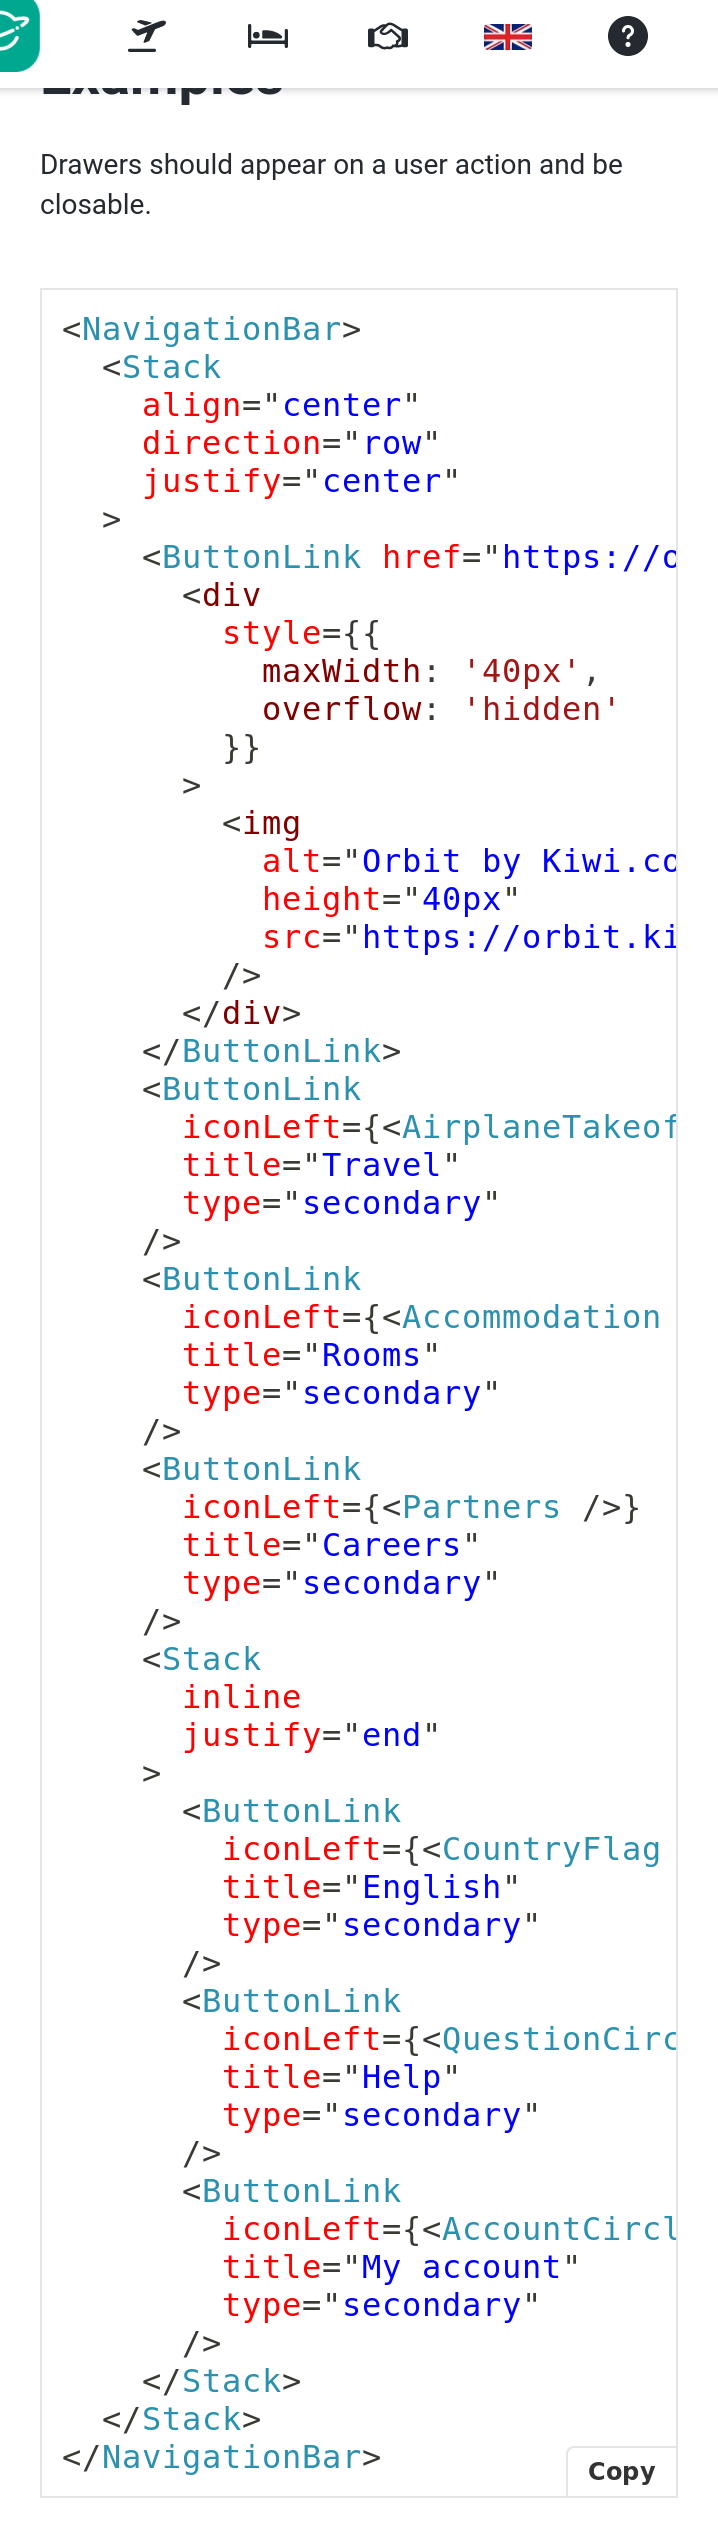 Examples
Drawers should appear on a user action and be
closable.
<NavigationBar>
  <Stack
    align="center"
    direction="row"
    justify="center"
  >
    <ButtonLink href="https://o
      <div
        style={{
          maxWidth: '40px',
          overflow: 'hidden'
        }}
      >
        <img
          alt="Orbit by Kiwi.co
          height="40px"
          src="https://orbit.ki
        />
      </div>
    </ButtonLink>
    <ButtonLink
      iconLeft={<AirplaneTakeof
      title="Travel"
      type="secondary"
    />
    <ButtonLink
      iconLeft={<Accommodation
      title="Rooms"
      type="secondary"
    />
    <ButtonLink
      iconLeft={<Partners />}
      title="Careers"
      type="secondary"
    />
    <Stack
      inline
      justify="end"
    >
      <ButtonLink
        iconLeft={<CountryFlag
        title="English"
        type="secondary"
      />
      <ButtonLink
        iconLeft={<QuestionCirc
        title="Help"
        type="secondary"
      />
      <ButtonLink
        iconLeft={<AccountCircl
        title="My account"
        type="secondary"
      />
    </Stack>
  </Stack>
</NavigationBar>
Copy